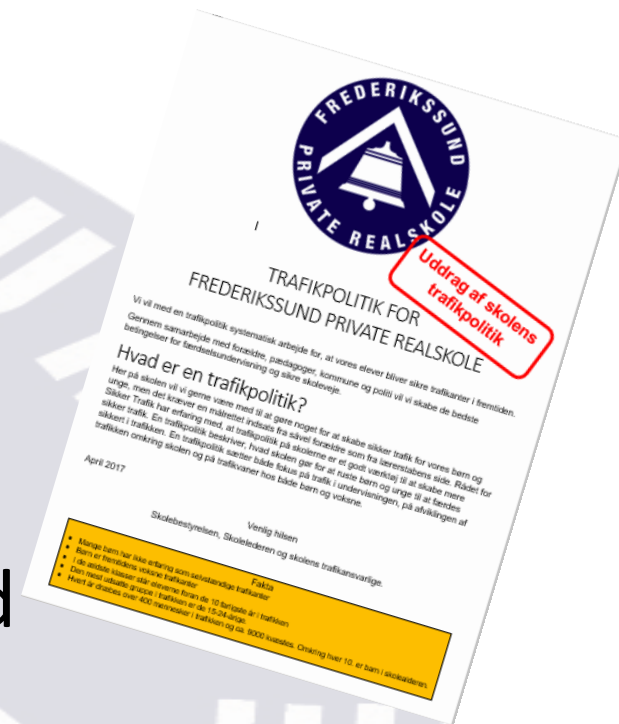 FREDERIKSSUND
PRIVATE REALSKOLE
Uddrag af skolens
trafikpolitik
TRAFIKPOLITIK FOR
FREDERIKSSUND PRIVATE REALSKOLE
Vi vil med en trafikpolitik systematisk arbejde for, at vores elever bliver sikre trafikanter i fremtiden.
Gennem samarbejde med forældre, pædagoger, kommune og politi vil vi skabe de bedste
betingelser for færdselsundervisning og sikre skoleveje.
Hvad er en trafikpolitik?
Her på skolen vil vi gerne være med til at gøre noget for at skabe sikker trafik for vores børn og
unge, men det kræver en målrettet indsats fra såvel forældre som fra lærerstabens side. Rådet for
Sikker Trafik har erfaring med, at trafikpolitik på skolerne er et godt værktøj til at skabe mere
sikker trafik. En trafikpolitik beskriver, hvad skolen gør for at ruste børn og unge til at færdes
sikkert i trafikken. En trafikpolitik sætter både fokus på trafik i undervisningen, på afviklingen af
trafikken omkring skolen og på trafikvaner hos både børn og voksne.
April 2017
Venlig hilsen
Skolebestyrelsen, Skolelederen og skolens trafikansvarlige.
Fakta
• Mange børn har ikke erfaring som selvstændige trafikanter
• Børn er fremtidens voksne trafikanter
• I de ældste klasser står eleverne foran de 10 farligste år i trafikken
• Den mest udsatte gruppe i trafikken er de 15-24-årige.
• Hvert år dræbes over 400 mennesker i trafikken og ca. 9000 kvæstes. Omkring hver 10. er barn i skolealderen.
d